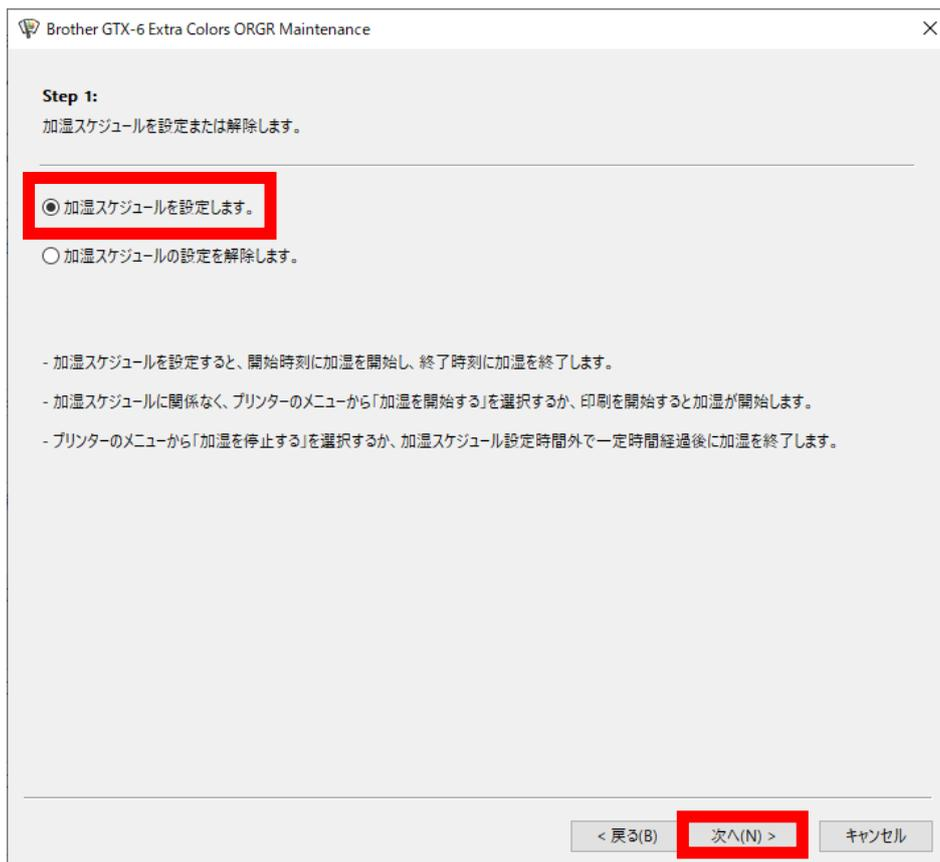 Brother GTX-6 Extra Colors ORGR Maintenance
Step 1:
加湿スケジュールを設定または解除します。
加湿スケジュールを設定します。
加湿スケジュールの設定を解除します。
- 加湿スケジュールを設定すると、開始時刻に加湿を開始し、終了時刻に加湿を終了します。
- 加湿スケジュールに関係なく、プリンターのメニューから「加湿を開始する」を選択するか、印刷を開始すると加湿が開始します。
- プリンターのメニューから「加湿を停止する」を選択するか、加湿スケジュール設定時間外で一定時間経過後に加湿を終了します。
< 戻る(B) 次へ(N) > キャンセル